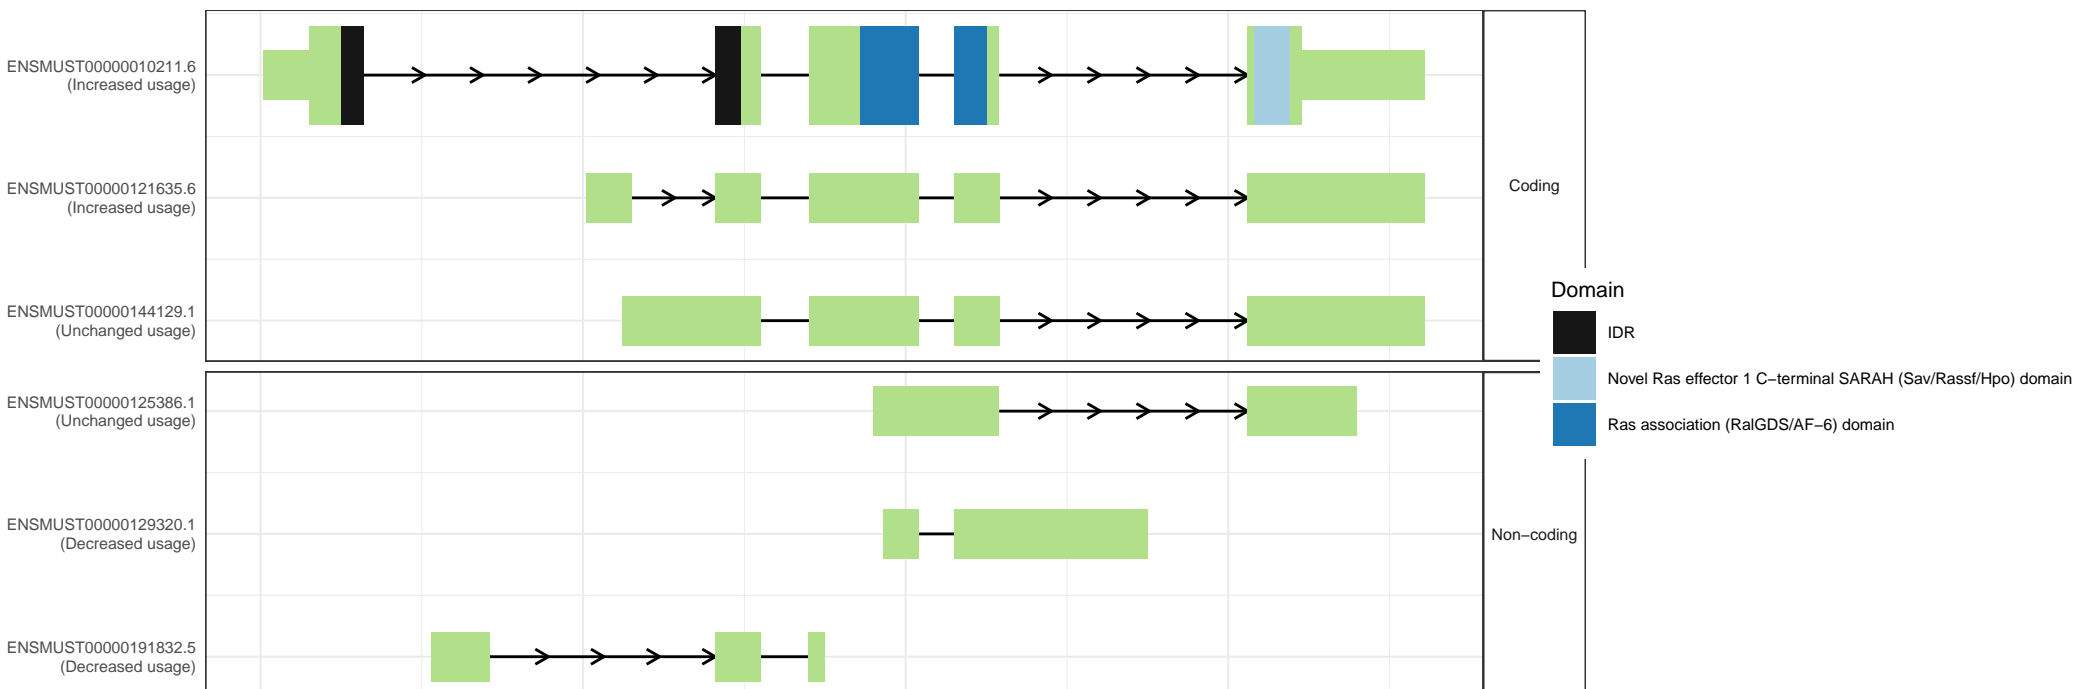 ENSMUST00000010211.6
(Increased usage)
ENSMUST00000121635.6
(Increased usage)
ENSMUST00000144129.1
(Unchanged usage)
Coding
ENSMUST00000125386.1
(Unchanged usage)
ENSMUST00000129320.1
(Decreased usage)
ENSMUST00000191832.5
(Decreased usage)
Non−coding
Domain
IDR
Novel Ras effector 1 C−terminal SARAH (Sav/Rassf/Hpo) domain
Ras association (RalGDS/AF−6) domain